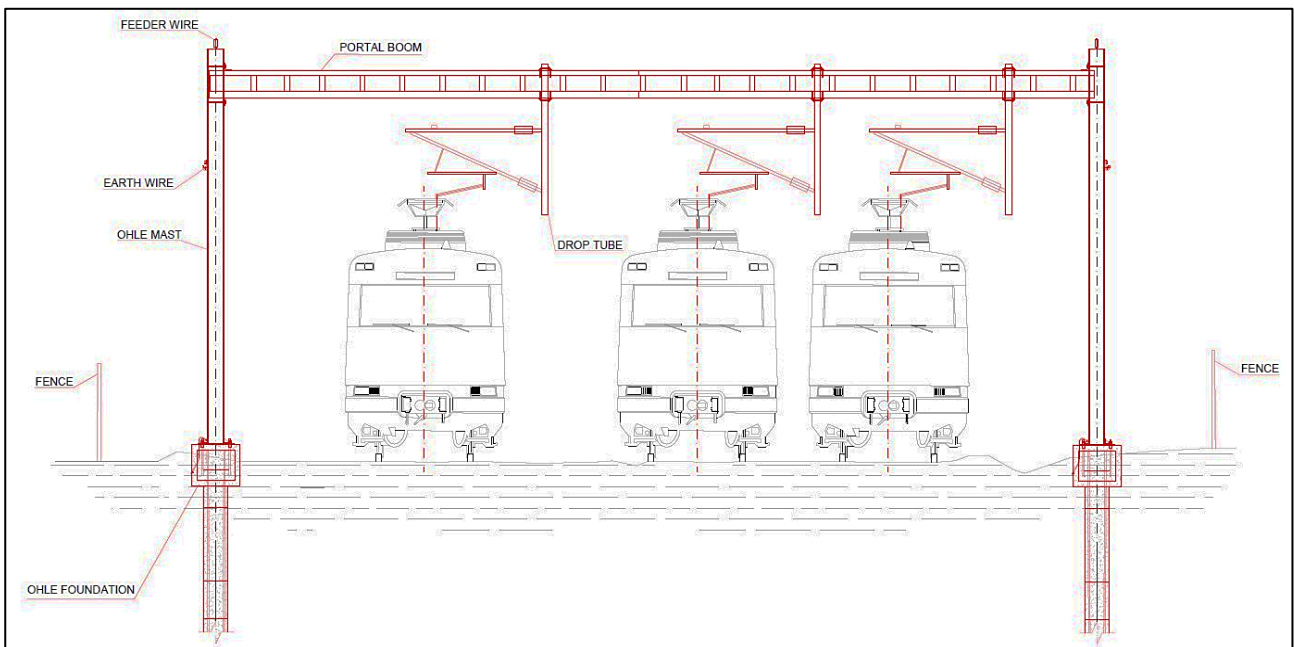 FEEDER WIRE
PORTAL BOOM
EARTH WIRE
OHLE MAST
DROP TUBE
FENCE
FENCE
OHLE FOUNDATION